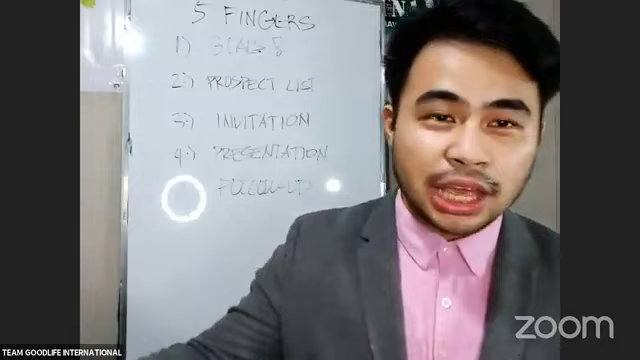 5 FINGERS
1) GOALS
2) PROSPECT LIST
3) INVITATION
4.) PRESENTATION
FOLLOW-UP
zoom
TEAM GOODLIFE INTERNATIONAL